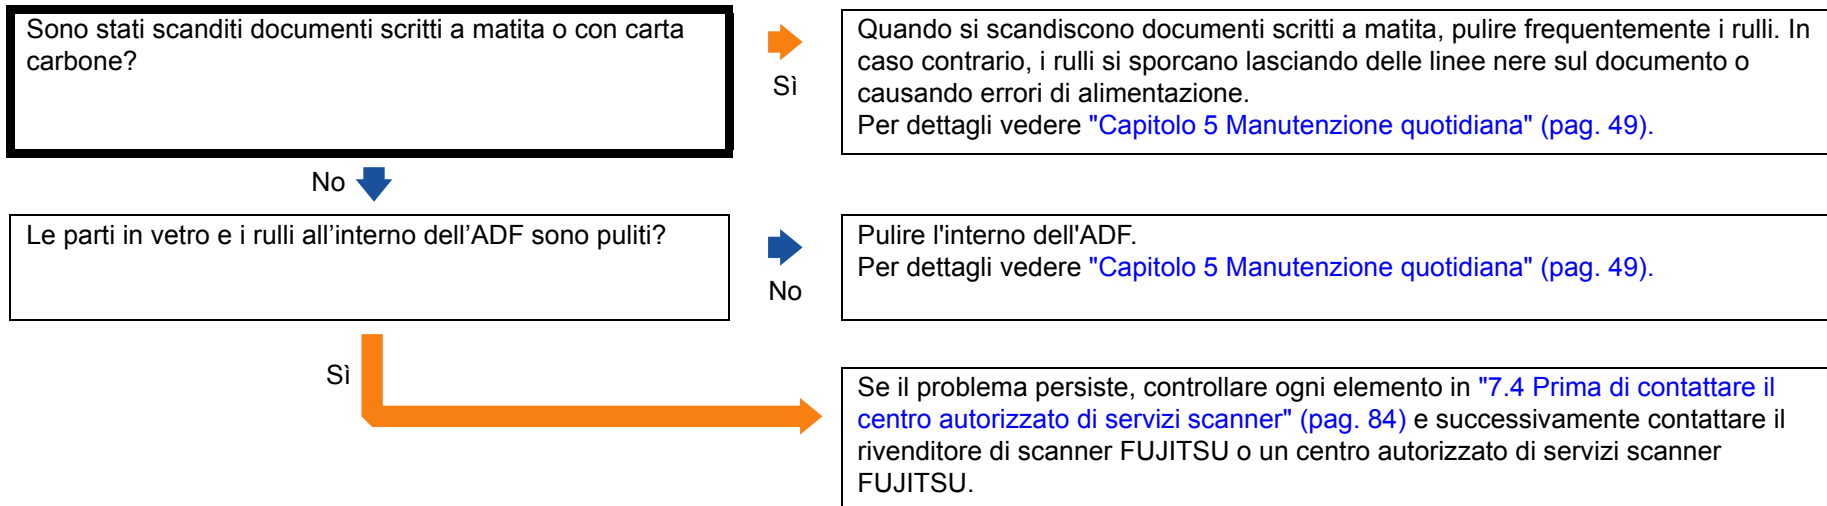 Sono stati scanditi documenti scritti a matita o con carta
carbone?
Sì
Quando si scandiscono documenti scritti a matita, pulire frequentemente i rulli. In
caso contrario, i rulli si sporcano lasciando delle linee nere sul documento o
causando errori di alimentazione.
Per dettagli vedere "Capitolo 5 Manutenzione quotidiana" (pag. 49).
No
Le parti in vetro e i rulli all’interno dell’ADF sono puliti?
No
Pulire l'interno dell'ADF.
Per dettagli vedere "Capitolo 5 Manutenzione quotidiana" (pag. 49).
Sì
Se il problema persiste, controllare ogni elemento in "7.4 Prima di contattare il
centro autorizzato di servizi scanner" (pag. 84) e successivamente contattare il
rivenditore di scanner FUJITSU o un centro autorizzato di servizi scanner
FUJITSU.